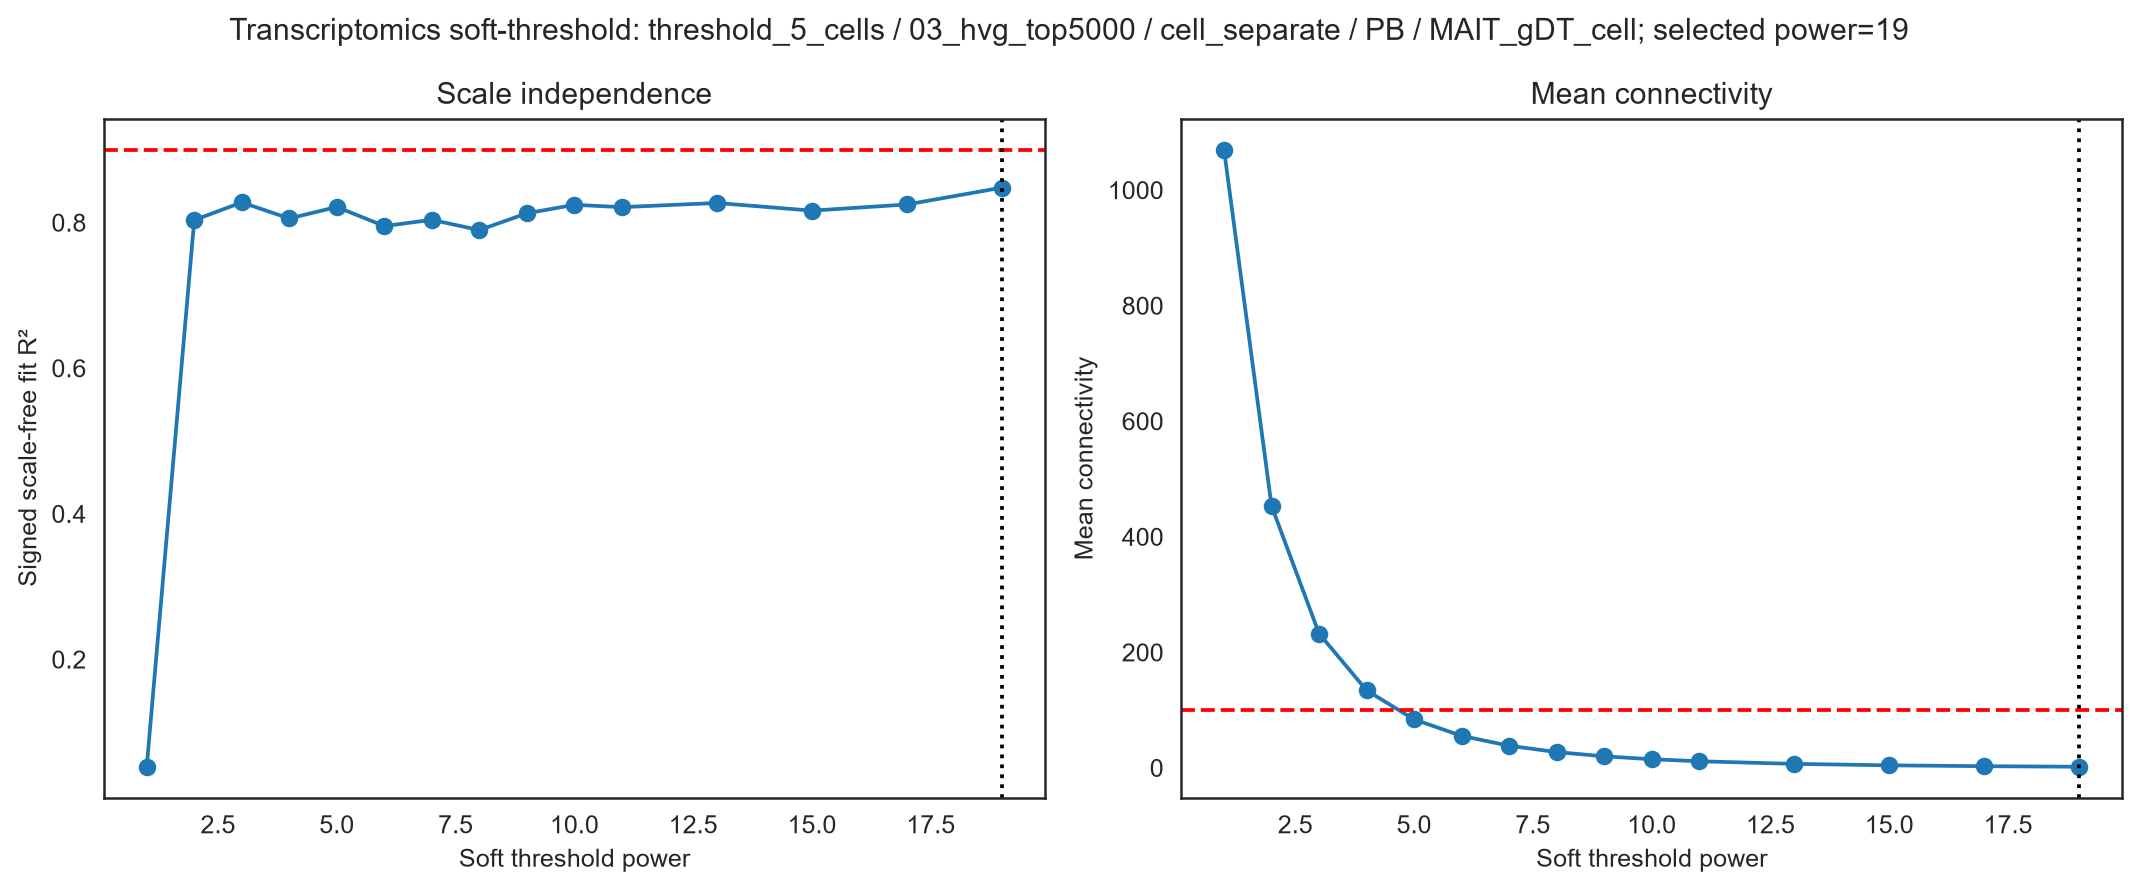 Transcriptomics soft-threshold: threshold_5_cells / 03_hvg_top5000 / cell_separate / PB / MAIT_gDT_cell; selected power=19
Scale independence
Signed scale-free fit R²
0.8
0.6
0.4
0.2
2.5 5.0 7.5 10.0 12.5 15.0 17.5
Soft threshold power
Mean connectivity
Mean connectivity
1000
800
600
400
200
0
2.5 5.0 7.5 10.0 12.5 15.0 17.5
Soft threshold power